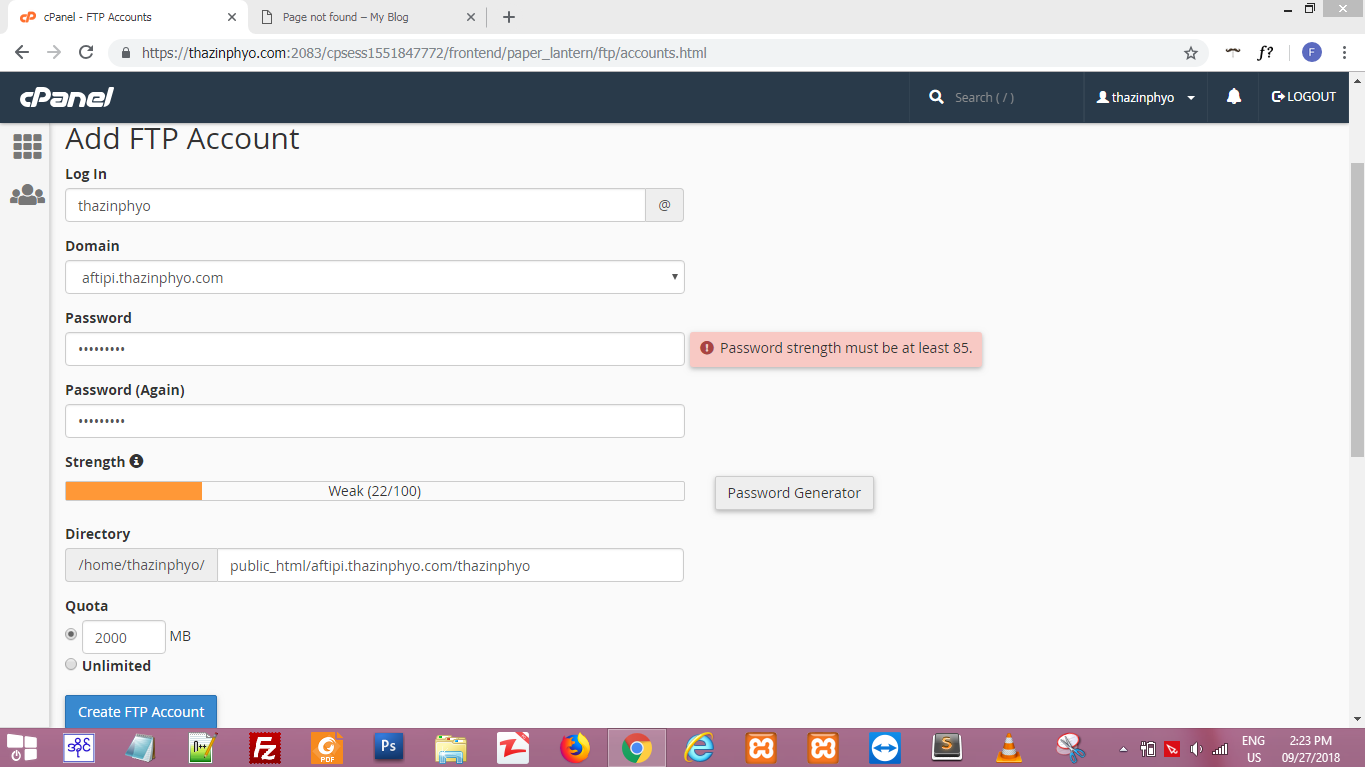 cPanel - FTP Accounts
Page not found – My Blog
https://thazinphyo.com:2083/cpsess1551847772/frontend/paper_lantern/ftp/accounts.html
f?
F
cPanel
Search ( / )
thazinphyo
LOGOUT
Add FTP Account
Log In
thazinphyo
@
Domain
aftipi.thazinphyo.com
Password
•••••••••
Password strength must be at least 85.
Password (Again)
•••••••••
Strength
Weak (22/100)
Password Generator
Directory
/home/thazinphyo/
public_html/aftipi.thazinphyo.com/thazinphyo
Quota
2000
MB
Unlimited
Create FTP Account
Fz
PDF
Ps
S
ENG
US
2:23 PM
09/27/2018